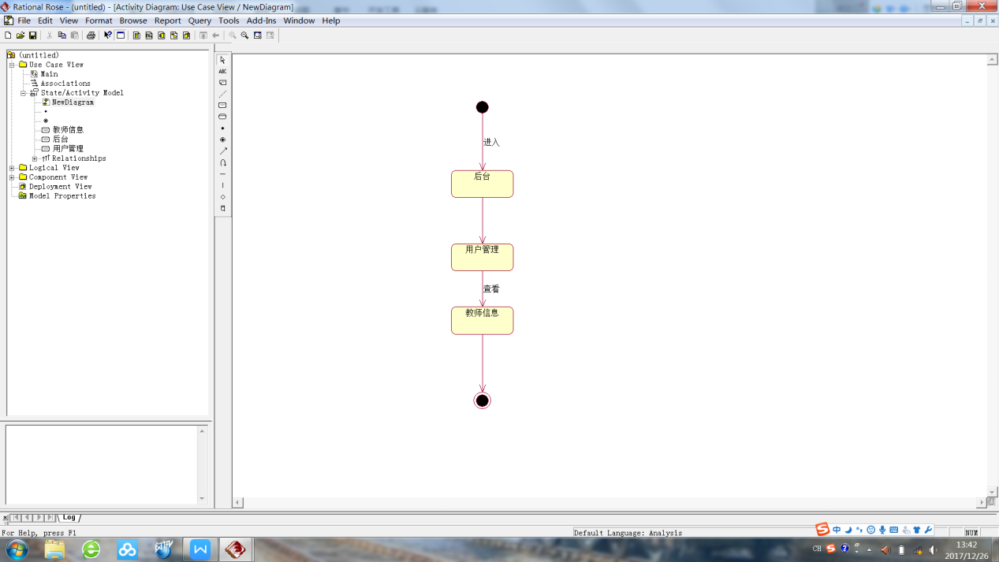 Rational Rose - (untitled) - [Activity Diagram: Use Case View / NewDiagram]
File Edit View Format Browse Report Query Tools Add-Ins Window Help
(untitled)
Use Case View
Main
Associations
State/Activity Model
NewDiagram
教师信息
后台
用户管理
Relationships
Logical View
Component View
Deployment View
Model Properties
ABC
进入
后台
用户管理
查看
教师信息
Log
For Help, press F1
Default Language: Analysis
NUM
中
CH
13:42
2017/12/26